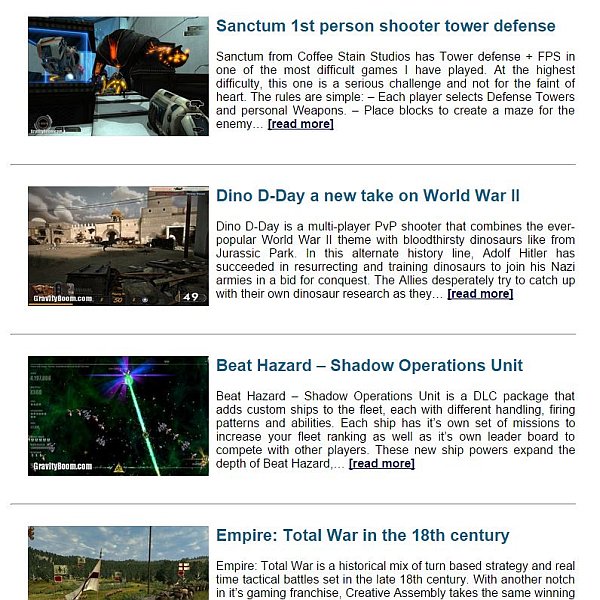 Sanctum 1st person shooter tower defense
Sanctum from Coffee Stain Studios has Tower defense + FPS in
one of the most difficult games I have played. At the highest
difficulty, this one is a serious challenge and not for the faint of
heart. The rules are simple: – Each player selects Defense Towers
and personal Weapons. – Place blocks to create a maze for the
enemy… [read more]
GravityBoom.com
Dino D-Day a new take on World War II
Dino D-Day is a multi-player PvP shooter that combines the ever-
popular World War II theme with bloodthirsty dinosaurs like from
Jurassic Park. In this alternate history line, Adolf Hitler has
succeeded in resurrecting and training dinosaurs to join his Nazi
armies in a bid for conquest. The Allies desperately try to catch up
with their own dinosaur research as they… [read more]
GravityBoom.com
50
49
Beat Hazard – Shadow Operations Unit
Beat Hazard – Shadow Operations Unit is a DLC package that
adds custom ships to the fleet, each with different handling, firing
patterns and abilities. Each ship has it's own set of missions to
increase your fleet ranking as well as it's own leader board to
compete with other players. These new ship powers expand the
depth of Beat Hazard,… [read more]
GravityBoom.com
Empire: Total War in the 18th century
Empire: Total War is a historical mix of turn based strategy and real
time tactical battles set in the late 18th century. With another notch
in it's gaming franchise, Creative Assembly takes the same winning